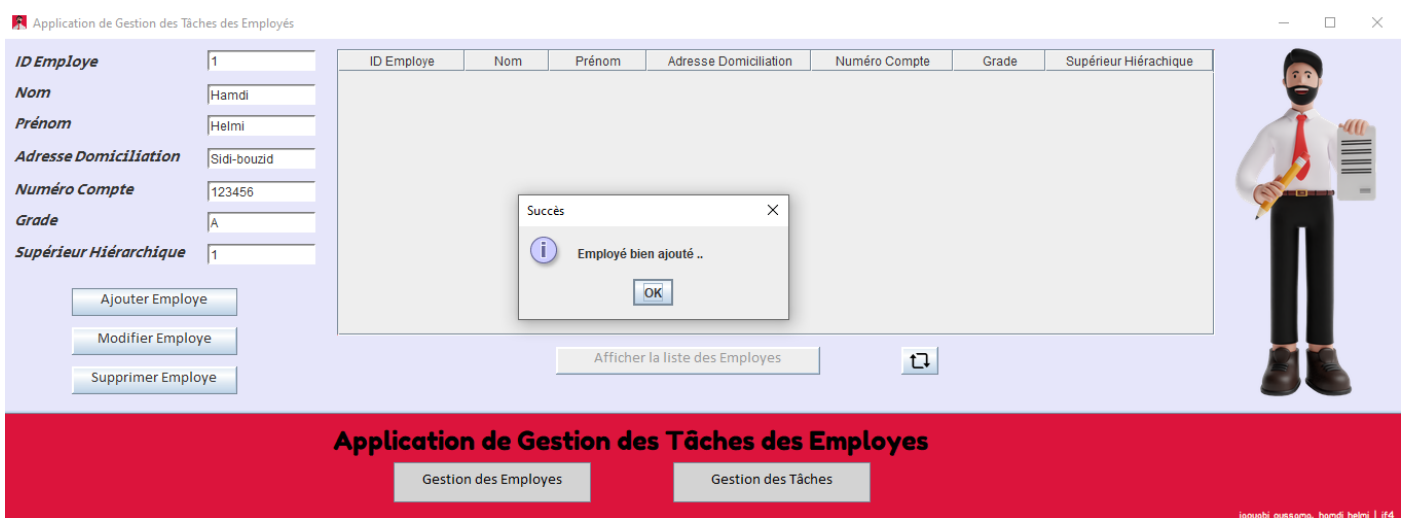 Application de Gestion des Tâches des Employés
ID Employe 1
Nom Hamdi
Prénom Helmi
Adresse Domiciliation Sidi-bouzid
Numéro Compte 123456
Grade A
Supérieur Hiérarchique 1
Ajouter Employe
Modifier Employe
Supprimer Employe
ID Employe Nom Prénom Adresse Domiciliation Numéro Compte Grade Supérieur Hiérachique
Succès
Employé bien ajouté ..
OK
Afficher la liste des Employes
Application de Gestion des Tâches des Employes
Gestion des Employes Gestion des Tâches
hamdi helmi | if4